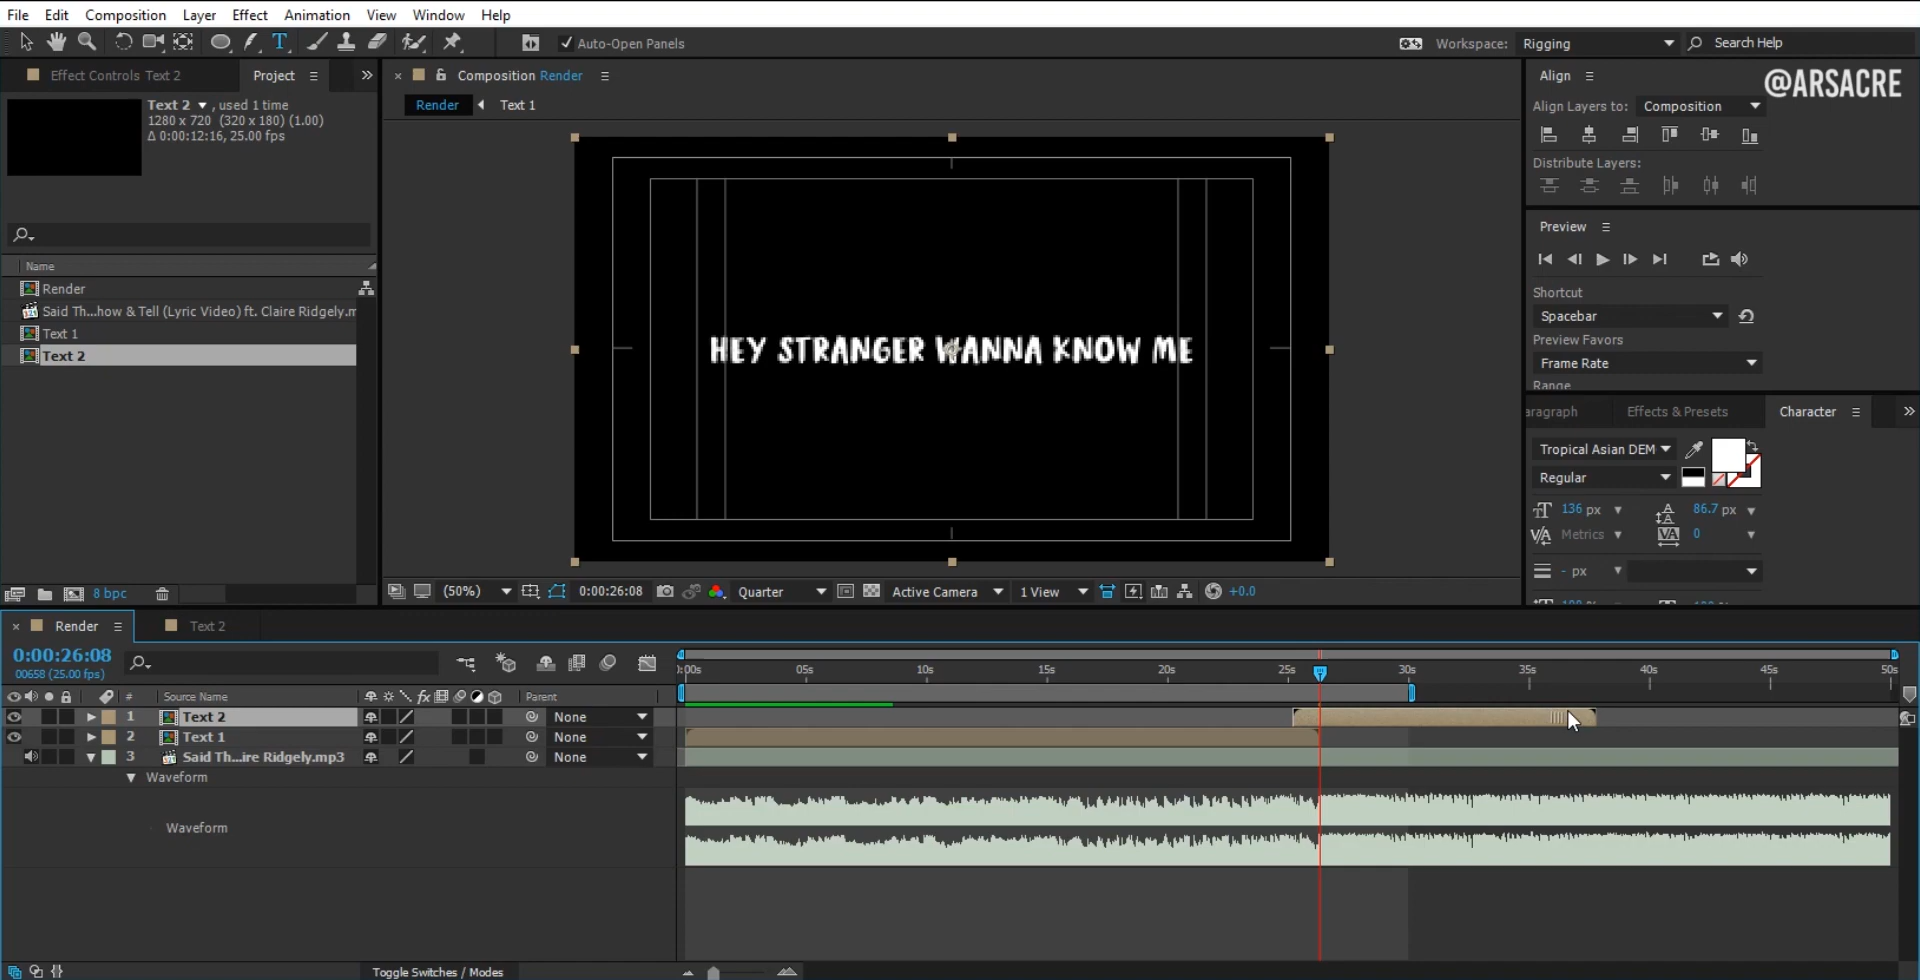 File Edit Composition Layer Effect Animation View Window Help
Auto-Open Panels Workspace: Rigging Search Help
Effect Controls Text 2 Project
Text 2 , used 1 time
1280 x 720 (320 x 180) (1.00)
Δ 0:00:12:16, 25.00 fps
Name
Render
Said Th...how & Tell (Lyric Video) ft. Claire Ridgely.m
Text 1
Text 2
8 bpc
Composition Render
Render Text 1
HEY STRANGER WANNA KNOW ME
(50%) 0:00:26:08 Quarter Active Camera 1 View +0.0
Align
@ARSACRE
Align Layers to: Composition
Distribute Layers:
Preview
Shortcut
Spacebar
Preview Favors
Frame Rate
Range
aragraph Effects & Presets Character
Tropical Asian DEM
Regular
136 px 86.7 px
Metrics 0
- px
Render Text 2
0:00:26:08
00658 (25.00 fps)
:00s 05s 10s 15s 20s 25s 30s 35s 40s 45s 50s
# Source Name Parent
1 Text 2 None
2 Text 1 None
3 Said Th...ire Ridgely.mp3 None
Waveform
Waveform
Toggle Switches / Modes